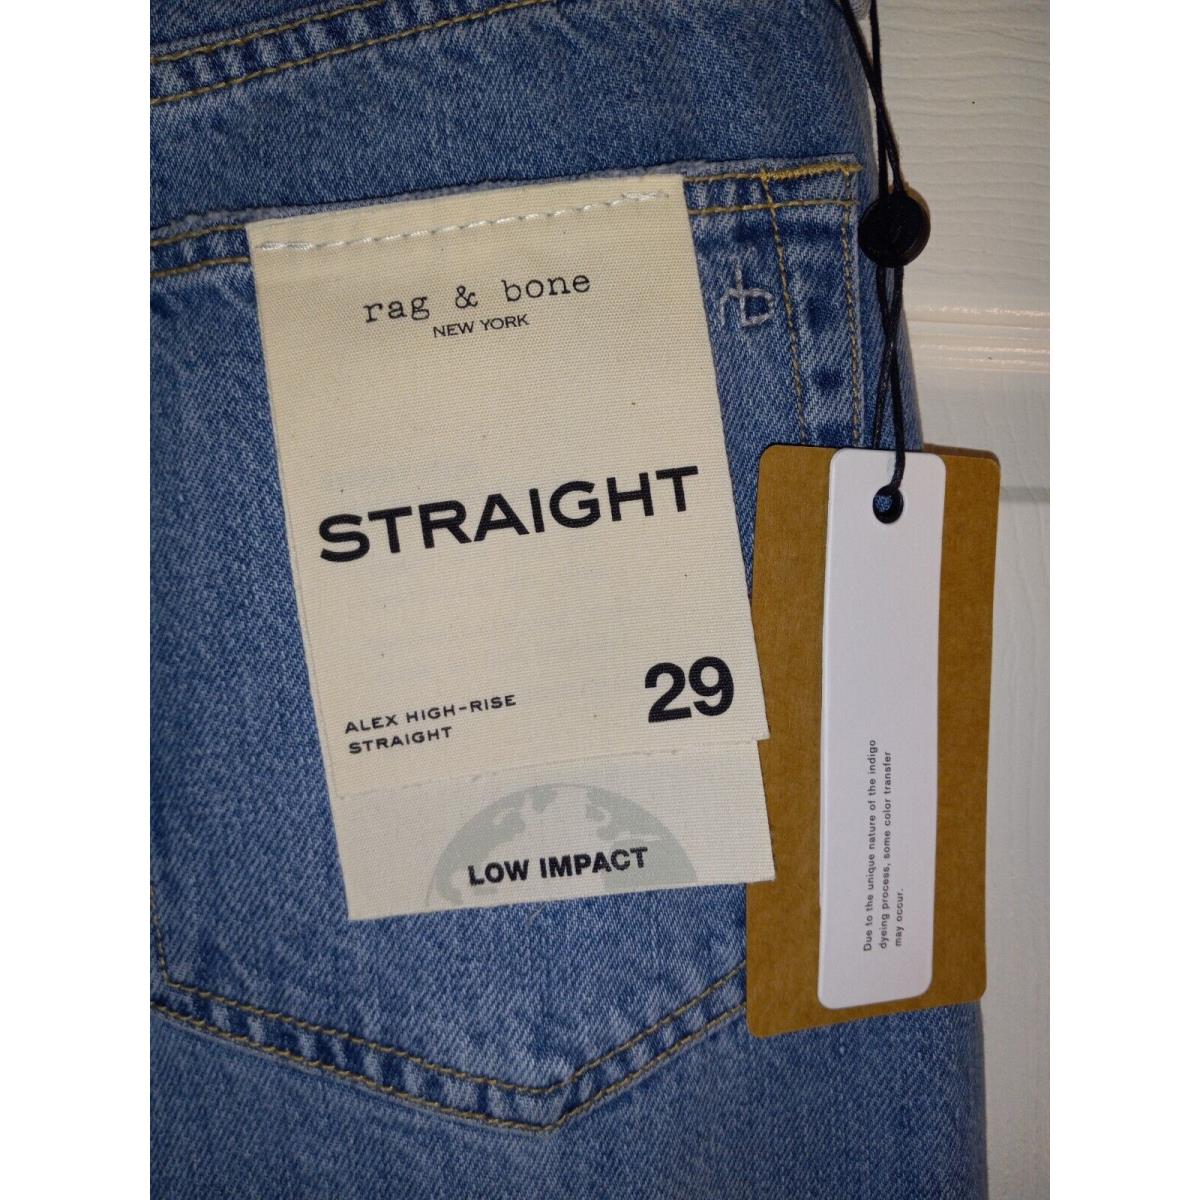 rag & bone
NEW YORK
rb
STRAIGHT
29
ALEX HIGH-RISE
STRAIGHT
LOW IMPACT
Due to the unique nature of the indigo
dyeing process, some color transfer
may occur.